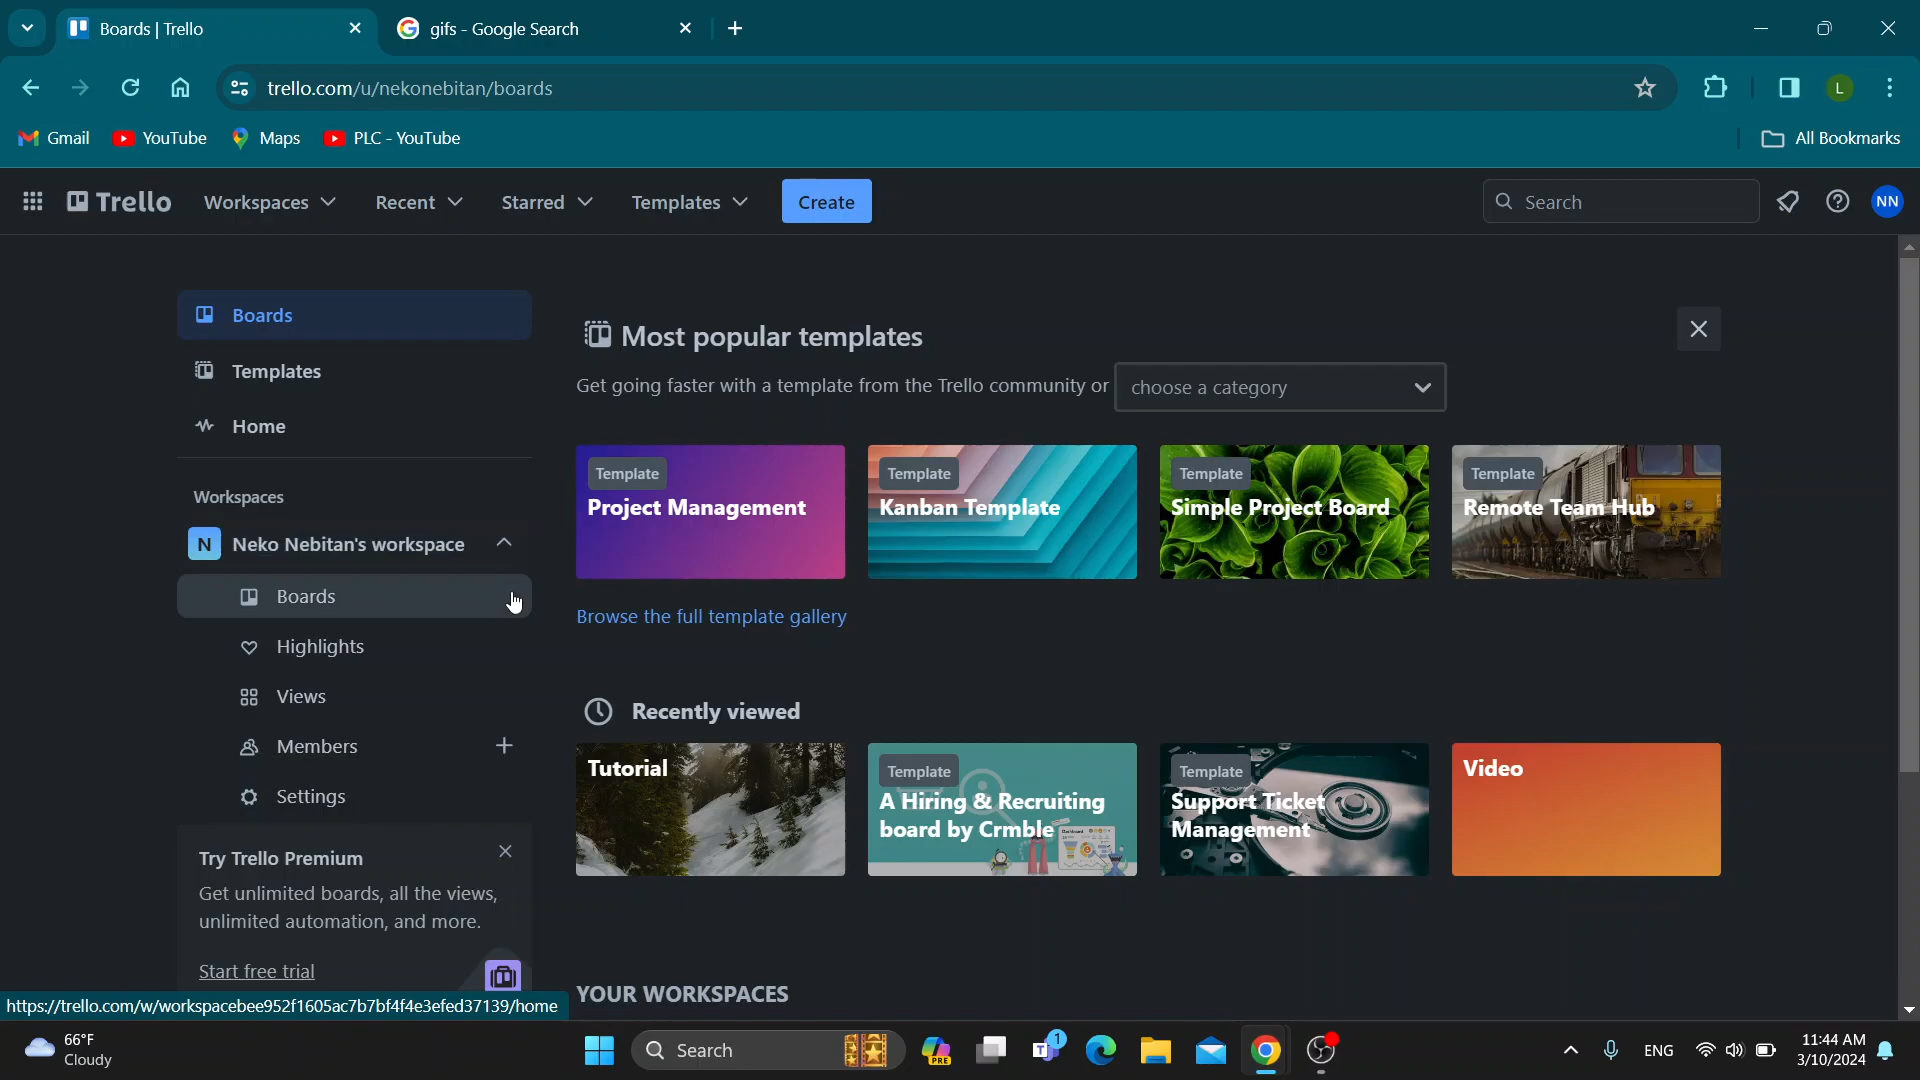 Boards | Trello
gifs - Google Search
trello.com/u/nekonebitan/boards
L
Gmail YouTube Maps PLC - YouTube All Bookmarks
Trello Workspaces Recent Starred Templates Create Search NN
Boards
Templates
Home
Workspaces
N Neko Nebitan's workspace
Boards
Highlights
Views
Members
Settings
Try Trello Premium
Get unlimited boards, all the views,
unlimited automation, and more.
Start free trial
https://trello.com/w/workspacebee952f1605ac7b7bf4f4e3efed37139/home
Most popular templates
Get going faster with a template from the Trello community or choose a category
Template
Project Management
Template
Kanban Template
Template
Simple Project Board
Template
Remote Team Hub
Browse the full template gallery
Recently viewed
Tutorial
Template
A Hiring & Recruiting
board by Crmble
Template
Support Ticket
Management
Video
YOUR WORKSPACES
66°F
Cloudy
Search
PRE
1
ENG
11:44 AM
3/10/2024